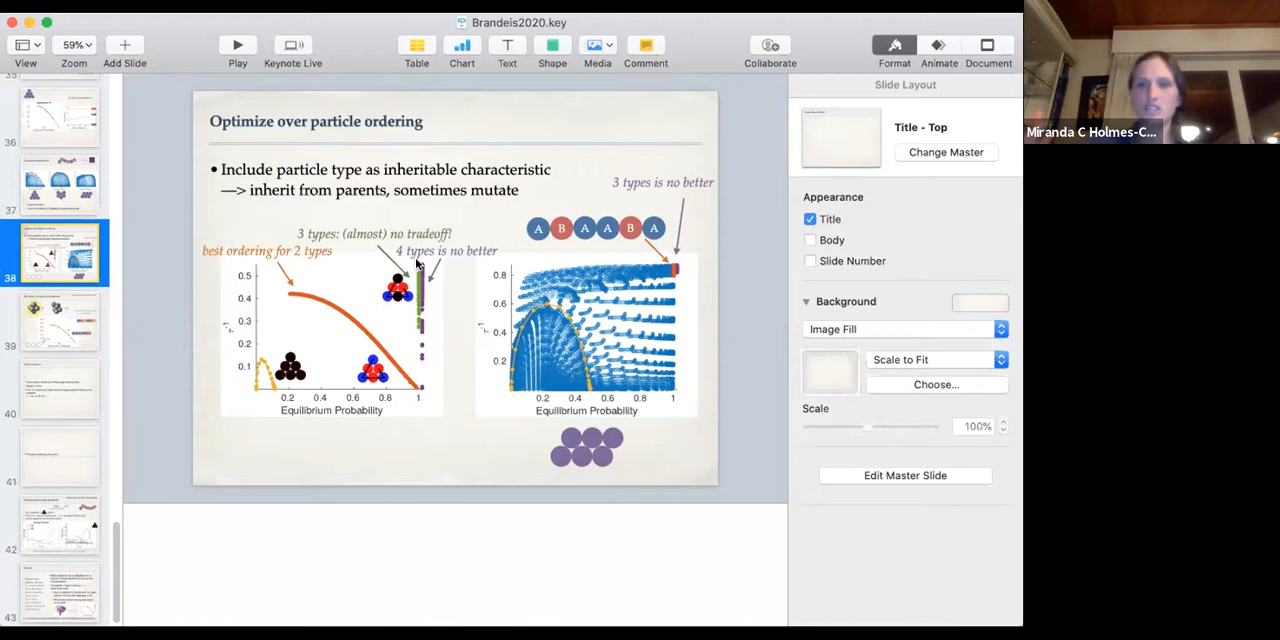 Brandeis2020.key
View
59%
Zoom
Add Slide
Play
Keynote Live
Table
Chart
Text
Shape
Media
Comment
Collaborate
Format
Animate
Document
35
36
37
38
39
40
41
42
43
Optimize over particle ordering
• Include particle type as inheritable characteristic
—> inherit from parents, sometimes mutate
3 types is no better
3 types: (almost) no tradeoff!
best ordering for 2 types
4 types is no better
A B A A B A
0.5
0.4
0.3
0.2
0.1
τ⁻¹
0.2 0.4 0.6 0.8 1
Equilibrium Probability
0.8
0.6
0.4
0.2
τ⁻¹
0.2 0.4 0.6 0.8 1
Equilibrium Probability
Slide Layout
Title - Top
Change Master
Appearance
Title
Body
Slide Number
Background
Image Fill
Scale to Fit
Choose...
Scale
100%
Edit Master Slide
Miranda C Holmes-C...